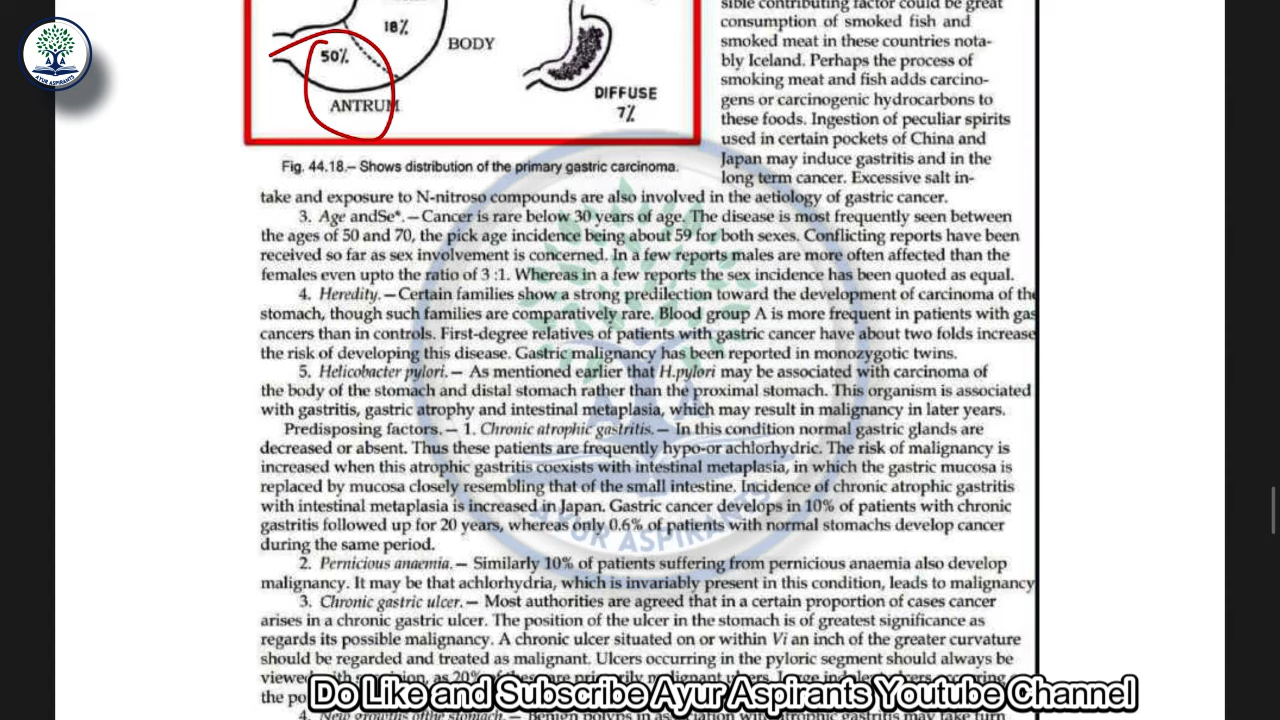 18%
50%
BODY
ANTRUM
DIFFUSE
7%
Fig. 44.18.– Shows distribution of the primary gastric carcinoma.
sible contributing factor could be great
consumption of smoked fish and
smoked meat in these countries nota-
bly Iceland. Perhaps the process of
smoking meat and fish adds carcino-
gens or carcinogenic hydrocarbons to
these foods. Ingestion of peculiar spirits
used in certain pockets of China and
Japan may induce gastritis and in the
long term cancer. Excessive salt in-
take and exposure to N-nitroso compounds are also involved in the aetiology of gastric cancer.
3. Age andSe*. — Cancer is rare below 30 years of age. The disease is most frequently seen between
the ages of 50 and 70, the pick age incidence being about 59 for both sexes. Conflicting reports have been
received so far as sex involvement is concerned. In a few reports males are more often affected than the
females even upto the ratio of 3 :1. Whereas in a few reports the sex incidence has been quoted as equal.
4. Heredity. — Certain families show a strong predilection toward the development of carcinoma of the
stomach, though such families are comparatively rare. Blood group A is more frequent in patients with gas
cancers than in controls. First-degree relatives of patients with gastric cancer have about two folds increase
the risk of developing this disease. Gastric malignancy has been reported in monozygotic twins.
5. Helicobacter pylori. — As mentioned earlier that H.pylori may be associated with carcinoma of
the body of the stomach and distal stomach rather than the proximal stomach. This organism is associated
with gastritis, gastric atrophy and intestinal metaplasia, which may result in malignancy in later years.
Predisposing factors. — 1. Chronic atrophic gastritis. — In this condition normal gastric glands are
decreased or absent. Thus these patients are frequently hypo-or achlorhydric. The risk of malignancy is
increased when this atrophic gastritis coexists with intestinal metaplasia, in which the gastric mucosa is
replaced by mucosa closely resembling that of the small intestine. Incidence of chronic atrophic gastritis
with intestinal metaplasia is increased in Japan. Gastric cancer develops in 10% of patients with chronic
gastritis followed up for 20 years, whereas only 0.6% of patients with normal stomachs develop cancer
during the same period.
2. Pernicious anaemia. — Similarly 10% of patients suffering from pernicious anaemia also develop
malignancy. It may be that achlorhydria, which is invariably present in this condition, leads to malignancy
3. Chronic gastric ulcer. — Most authorities are agreed that in a certain proportion of cases cancer
arises in a chronic gastric ulcer. The position of the ulcer in the stomach is of greatest significance as
regards its possible malignancy. A chronic ulcer situated on or within Vi an inch of the greater curvature
should be regarded and treated as malignant. Ulcers occurring in the pyloric segment should always be
viewed
the po
Do Like and Subscribe Ayur Aspirants Youtube Channel
4. New growths ofthe stomach. — Benign polyps in
AYUR ASPIRANTS
AYUR ASPIRANTS